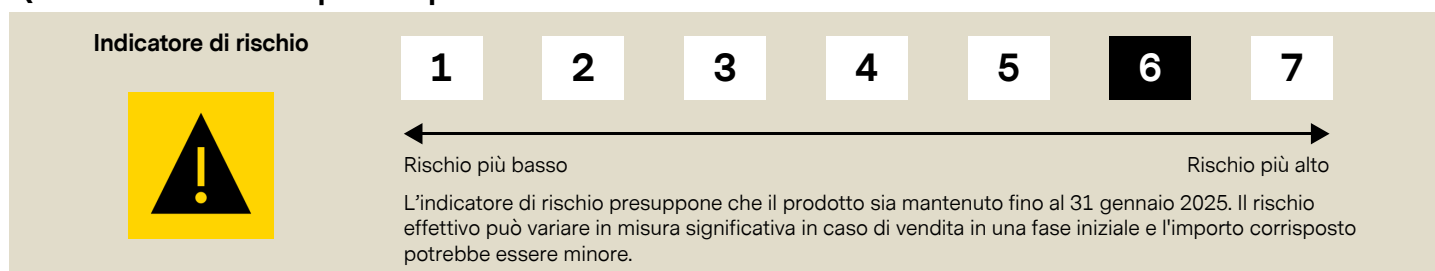 Indicatore di rischio
1 2 3 4 5 6 7
Rischio più basso Rischio più alto
L'indicatore di rischio presuppone che il prodotto sia mantenuto fino al 31 gennaio 2025. Il rischio
effettivo può variare in misura significativa in caso di vendita in una fase iniziale e l'importo corrisposto
potrebbe essere minore.